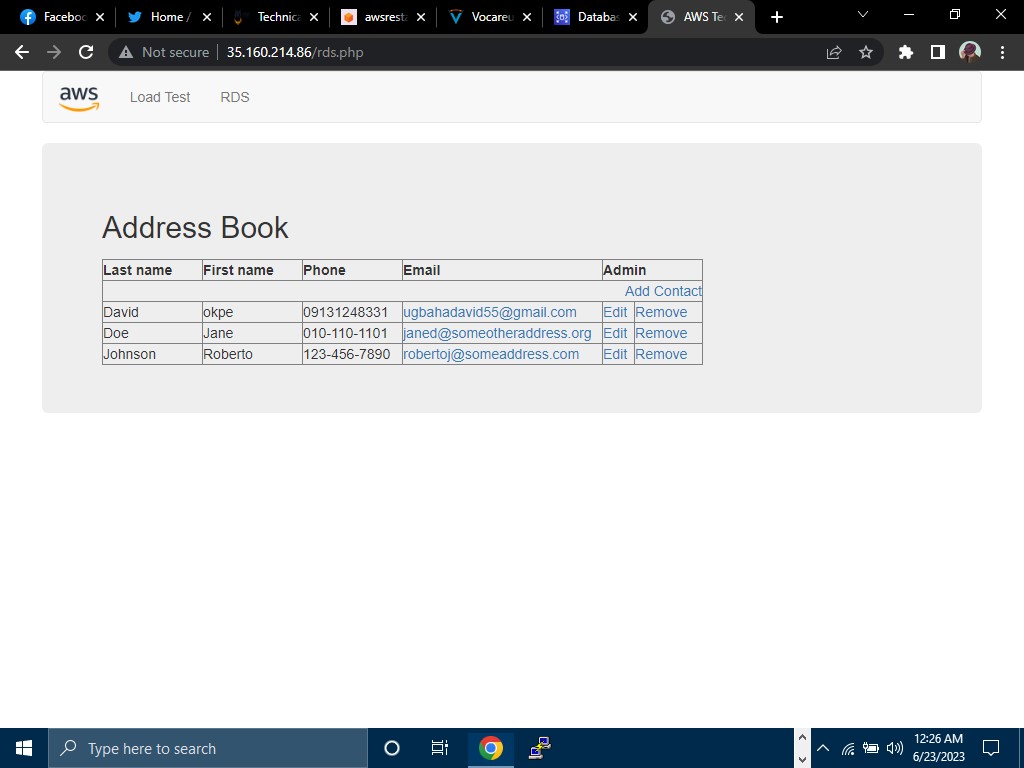 Faceboo Home / Technica awsresta Vocareu Databas AWS Te
Not secure 35.160.214.86/rds.php
aws Load Test RDS
Address Book
Last name First name Phone Email Admin
Add Contact
David okpe 09131248331 ugbahadavid55@gmail.com Edit Remove
Doe Jane 010-110-1101 janed@someotheraddress.org Edit Remove
Johnson Roberto 123-456-7890 robertoj@someaddress.com Edit Remove
Type here to search
12:26 AM
6/23/2023